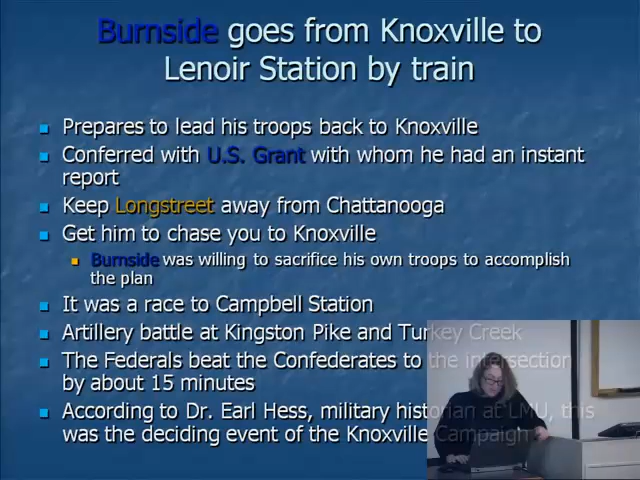 Burnside goes from Knoxville to
Lenoir Station by train
Prepares to lead his troops back to Knoxville
Conferred with U.S. Grant with whom he had an instant
report
Keep Longstreet away from Chattanooga
Get him to chase you to Knoxville
Burnside was willing to sacrifice his own troops to accomplish
the plan
It was a race to Campbell Station
Artillery battle at Kingston Pike and Turkey Creek
The Federals beat the Confederates to the intersection
by about 15 minutes
According to Dr. Earl Hess, military historian at LMU, this
was the deciding event of the Knoxville Campaign